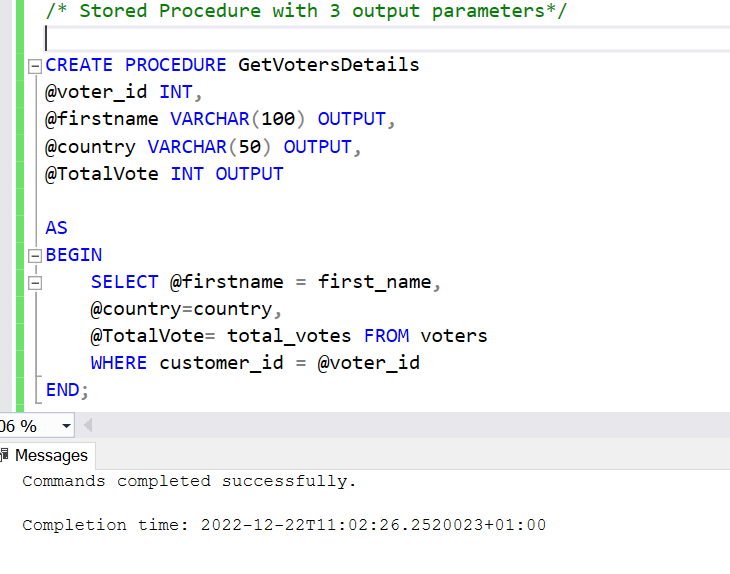 /* Stored Procedure with 3 output parameters*/
CREATE PROCEDURE GetVotersDetails
@voter_id INT,
@firstname VARCHAR(100) OUTPUT,
@country VARCHAR(50) OUTPUT,
@TotalVote INT OUTPUT
AS
BEGIN
SELECT @firstname = first_name,
@country=country,
@TotalVote= total_votes FROM voters
WHERE customer_id = @voter_id
END;
06 %
Messages
Commands completed successfully.
Completion time: 2022-12-22T11:02:26.2520023+01:00